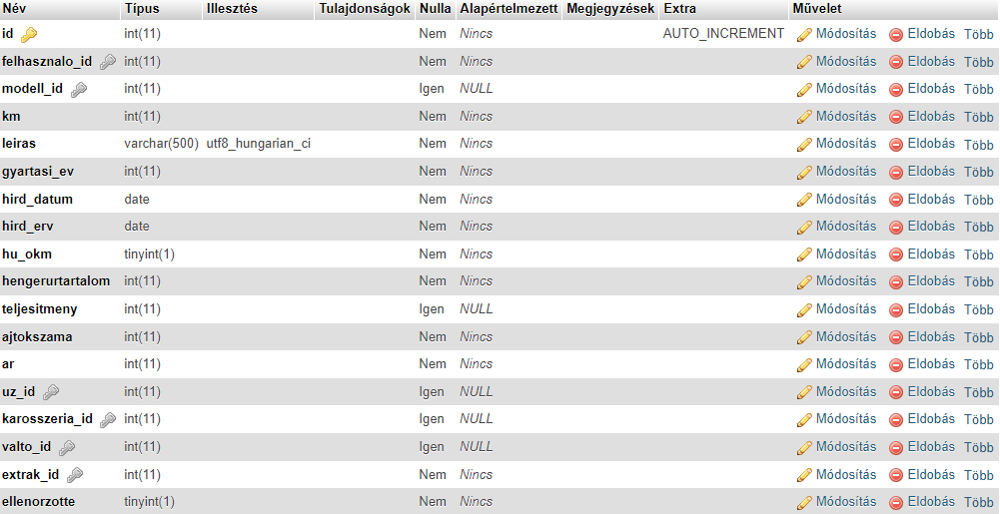 Név Típus Illesztés Tulajdonságok Nulla Alapértelmezett Megjegyzések Extra Művelet
id int(11) Nem Nincs AUTO_INCREMENT Módosítás Eldobás Több
felhasznalo_id int(11) Nem Nincs Módosítás Eldobás Több
modell_id int(11) Igen NULL Módosítás Eldobás Több
km int(11) Nem Nincs Módosítás Eldobás Több
leiras varchar(500) utf8_hungarian_ci Nem Nincs Módosítás Eldobás Több
gyartasi_ev int(11) Nem Nincs Módosítás Eldobás Több
hird_datum date Nem Nincs Módosítás Eldobás Több
hird_erv date Nem Nincs Módosítás Eldobás Több
hu_okm tinyint(1) Nem Nincs Módosítás Eldobás Több
hengerurtartalom int(11) Nem Nincs Módosítás Eldobás Több
teljesitmeny int(11) Igen NULL Módosítás Eldobás Több
ajtokszama int(11) Nem Nincs Módosítás Eldobás Több
ar int(11) Nem Nincs Módosítás Eldobás Több
uz_id int(11) Igen NULL Módosítás Eldobás Több
karosszeria_id int(11) Igen NULL Módosítás Eldobás Több
valto_id int(11) Igen NULL Módosítás Eldobás Több
extrak_id int(11) Nem Nincs Módosítás Eldobás Több
ellenorzotte tinyint(1) Nem Nincs Módosítás Eldobás Több